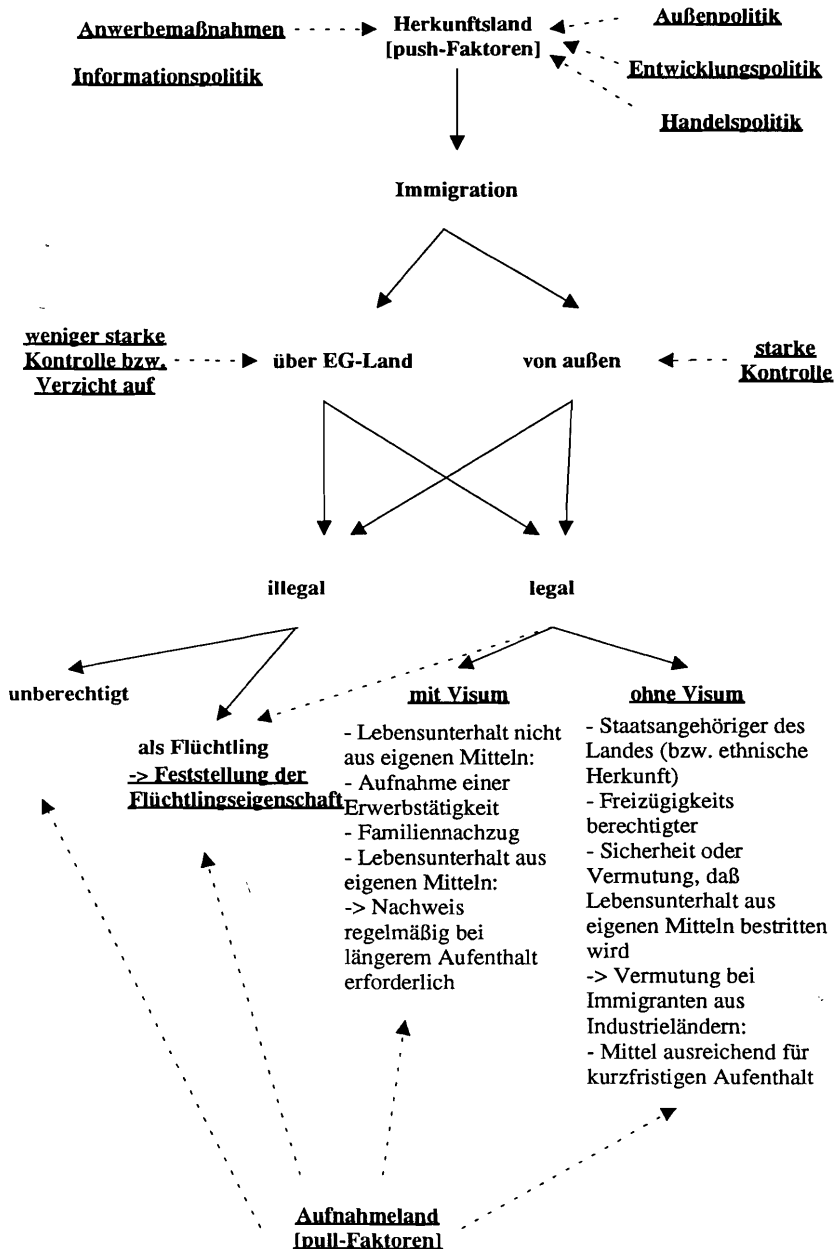 Anwerbemaßnahmen
Herkunftsland
[push-Faktoren]
Außenpolitik
Informationspolitik
Entwicklungspolitik
Handelspolitik
Immigration
weniger starke
Kontrolle bzw.
Verzicht auf
über EG-Land
von außen
starke
Kontrolle
illegal
legal
unberechtigt
als Flüchtling
-> Feststellung der
Flüchtlingseigenschaft
mit Visum
- Lebensunterhalt nicht
aus eigenen Mitteln:
- Aufnahme einer
Erwerbstätigkeit
- Familiennachzug
- Lebensunterhalt aus
eigenen Mitteln:
-> Nachweis
regelmäßig bei
längerem Aufenthalt
erforderlich
ohne Visum
- Staatsangehöriger des
Landes (bzw. ethnische
Herkunft)
- Freizügigkeits
berechtigter
- Sicherheit oder
Vermutung, daß
Lebensunterhalt aus
eigenen Mitteln bestritten
wird
-> Vermutung bei
Immigranten aus
Industrieländern:
- Mittel ausreichend für
kurzfristigen Aufenthalt
Aufnahmeland
[pull-Faktoren]